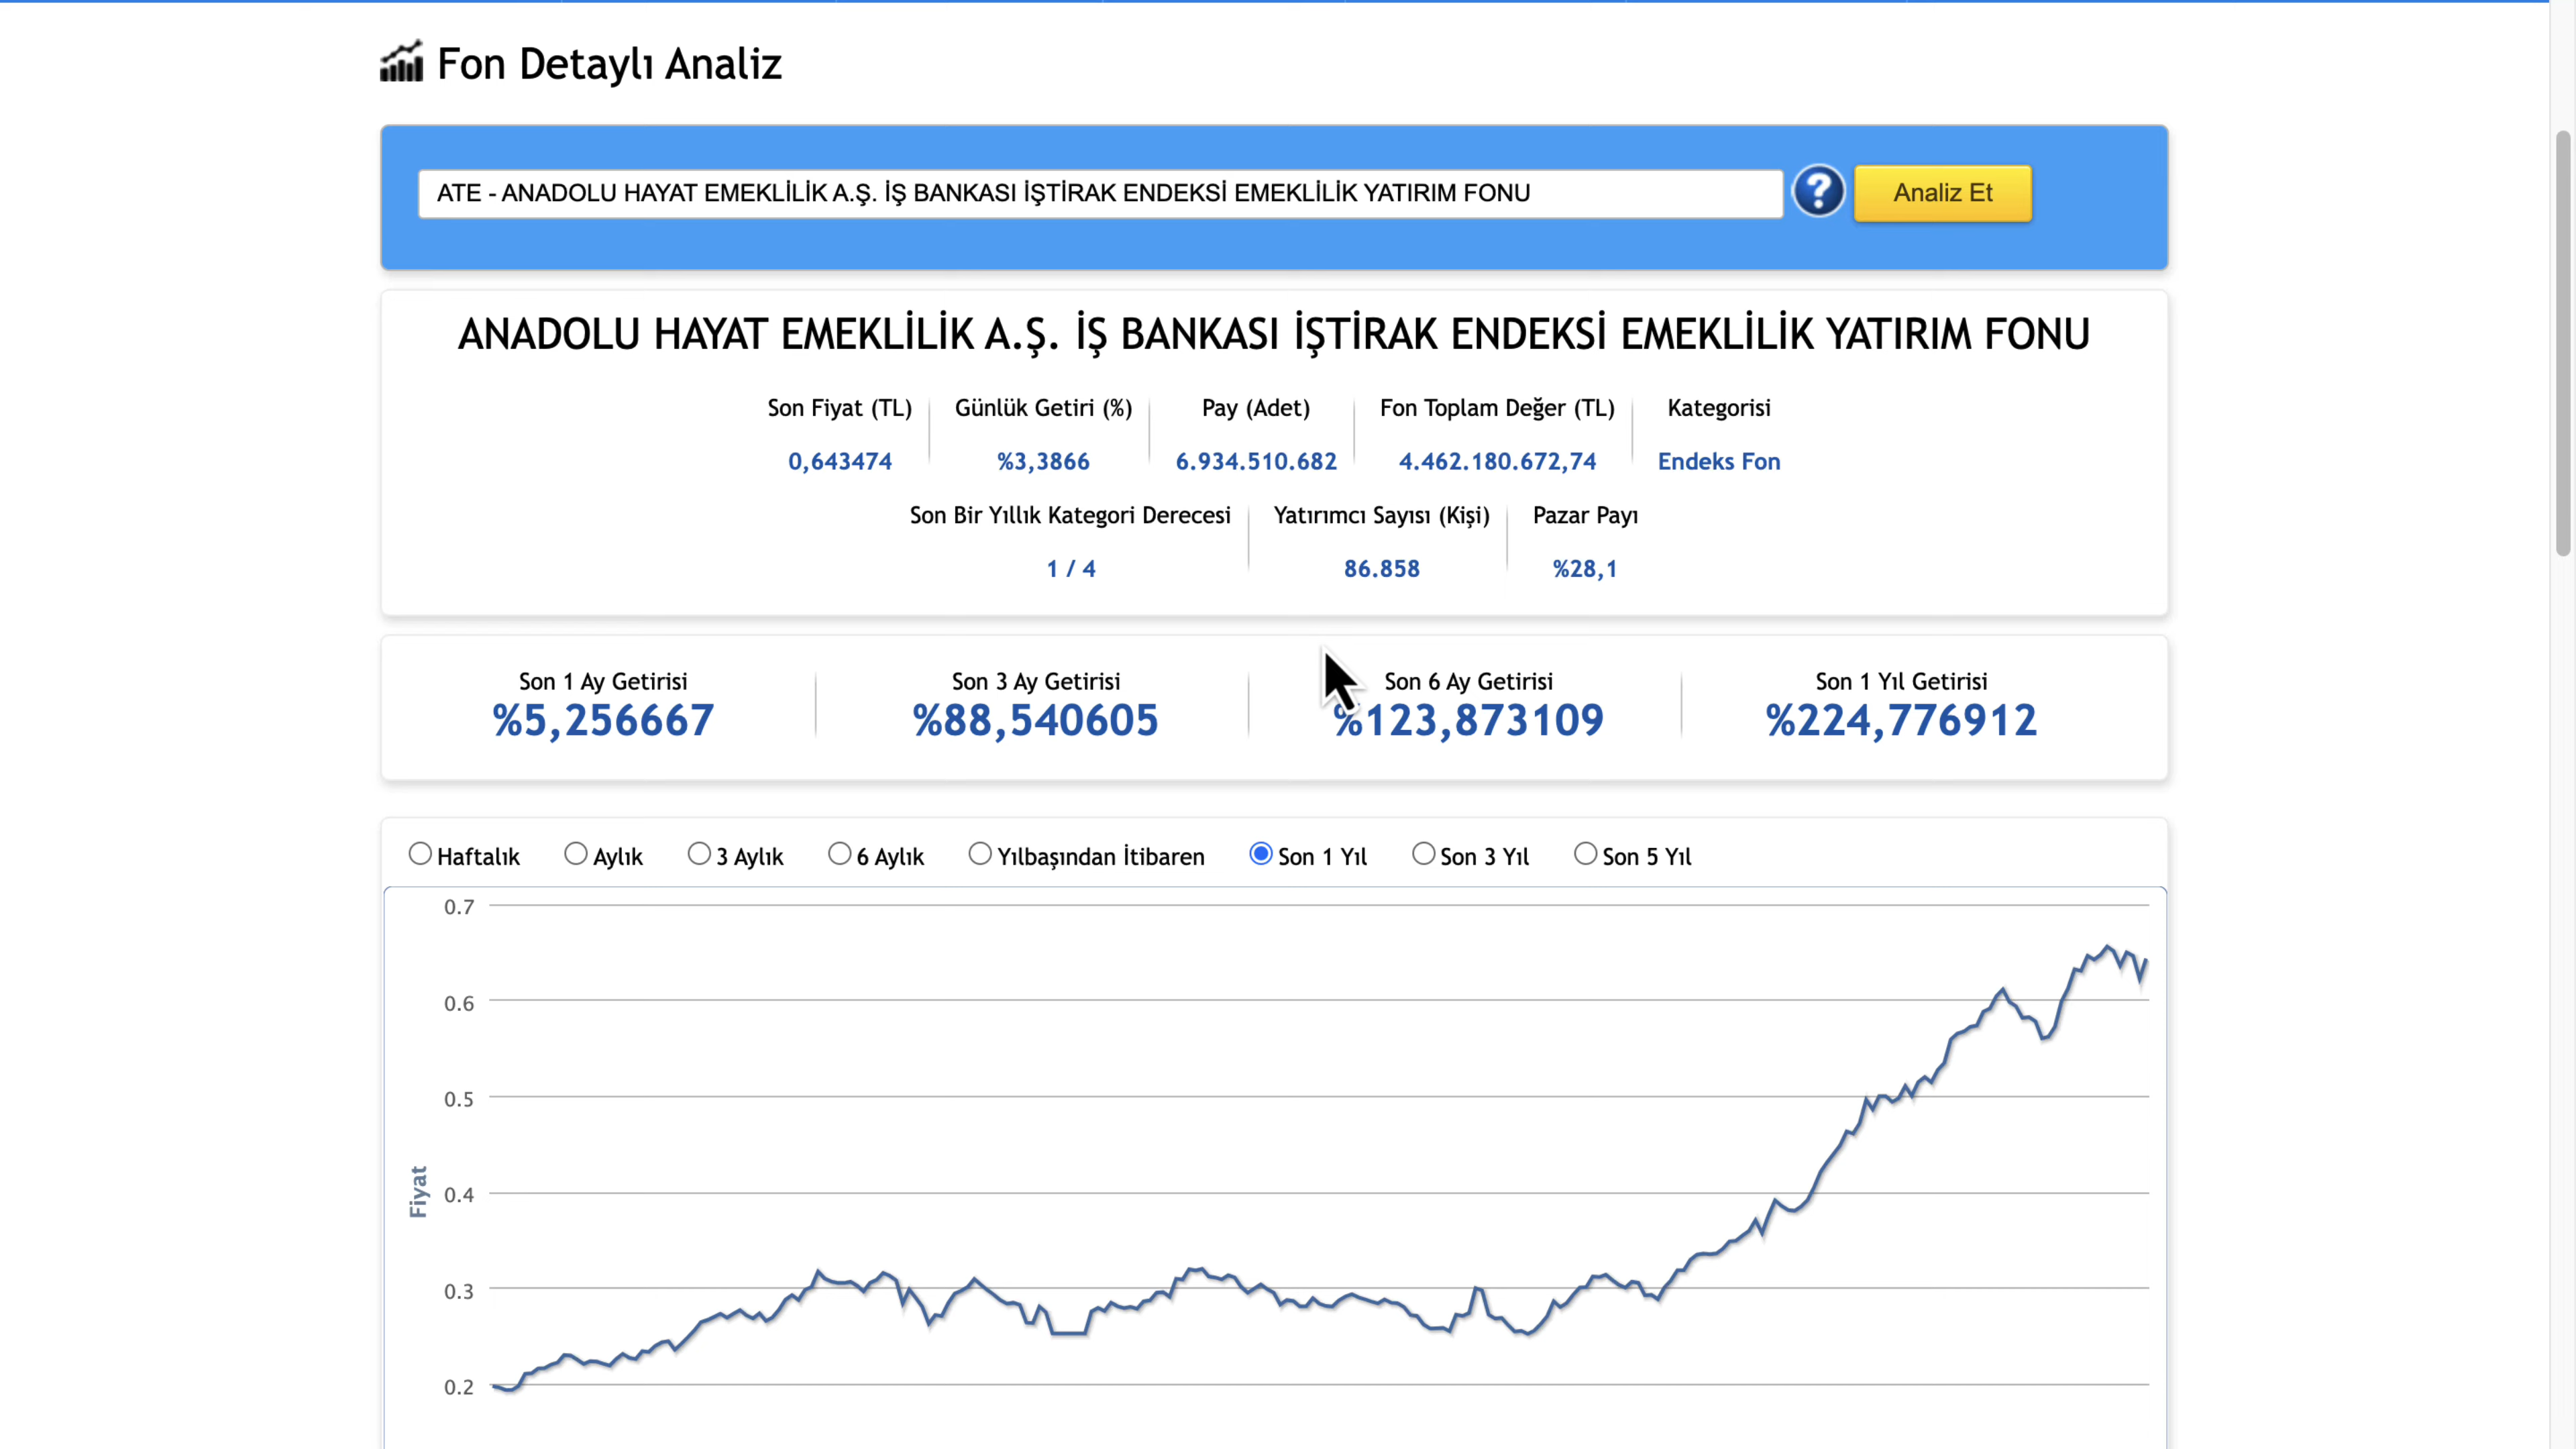 Fon Detaylı Analiz
ATE - ANADOLU HAYAT EMEKLİLİK A.Ş. İŞ BANKASI İŞTİRAK ENDEKSİ EMEKLİLİK YATIRIM FONU
?
Analiz Et
ANADOLU HAYAT EMEKLİLİK A.Ş. İŞ BANKASI İŞTİRAK ENDEKSİ EMEKLİLİK YATIRIM FONU
Son Fiyat (TL) Günlük Getiri (%) Pay (Adet) Fon Toplam Değer (TL) Kategorisi
0,643474 %3,3866 6.934.510.682 4.462.180.672,74 Endeks Fon
Son Bir Yıllık Kategori Derecesi Yatırımcı Sayısı (Kişi) Pazar Payı
1 / 4 86.858 %28,1
Son 1 Ay Getirisi Son 3 Ay Getirisi Son 6 Ay Getirisi Son 1 Yıl Getirisi
%5,256667 %88,540605 %123,873109 %224,776912
Haftalık Aylık 3 Aylık 6 Aylık Yılbaşından İtibaren Son 1 Yıl Son 3 Yıl Son 5 Yıl
0.7
0.6
0.5
Fiyat
0.4
0.3
0.2